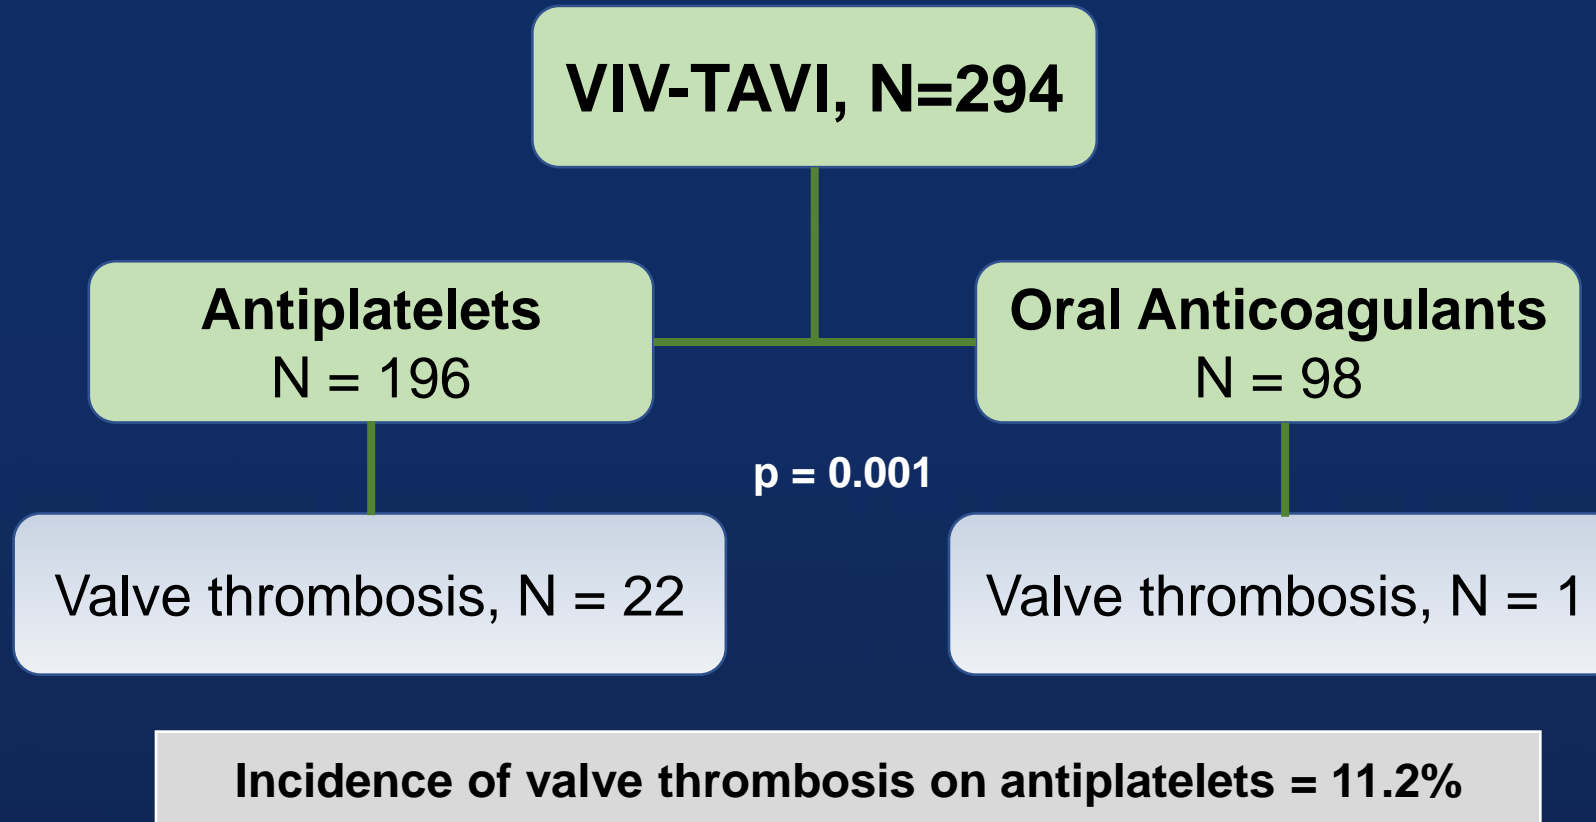 VIV-TAVI, N=294
Antiplatelets
N = 196
Oral Anticoagulants
N = 98
p = 0.001
Valve thrombosis, N = 22
Valve thrombosis, N = 1
Incidence of valve thrombosis on antiplatelets = 11.2%